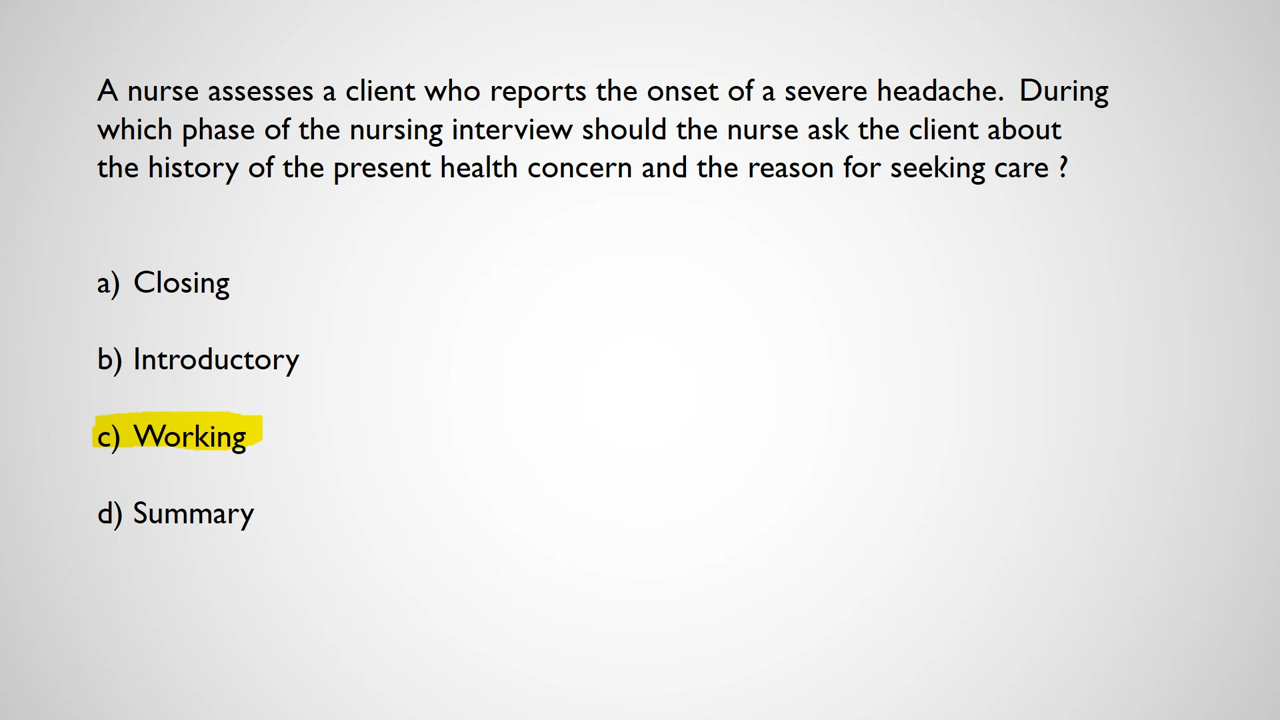 A nurse assesses a client who reports the onset of a severe headache.  During
which phase of the nursing interview should the nurse ask the client about
the history of the present health concern and the reason for seeking care ?
a) Closing
b) Introductory
c) Working
d) Summary